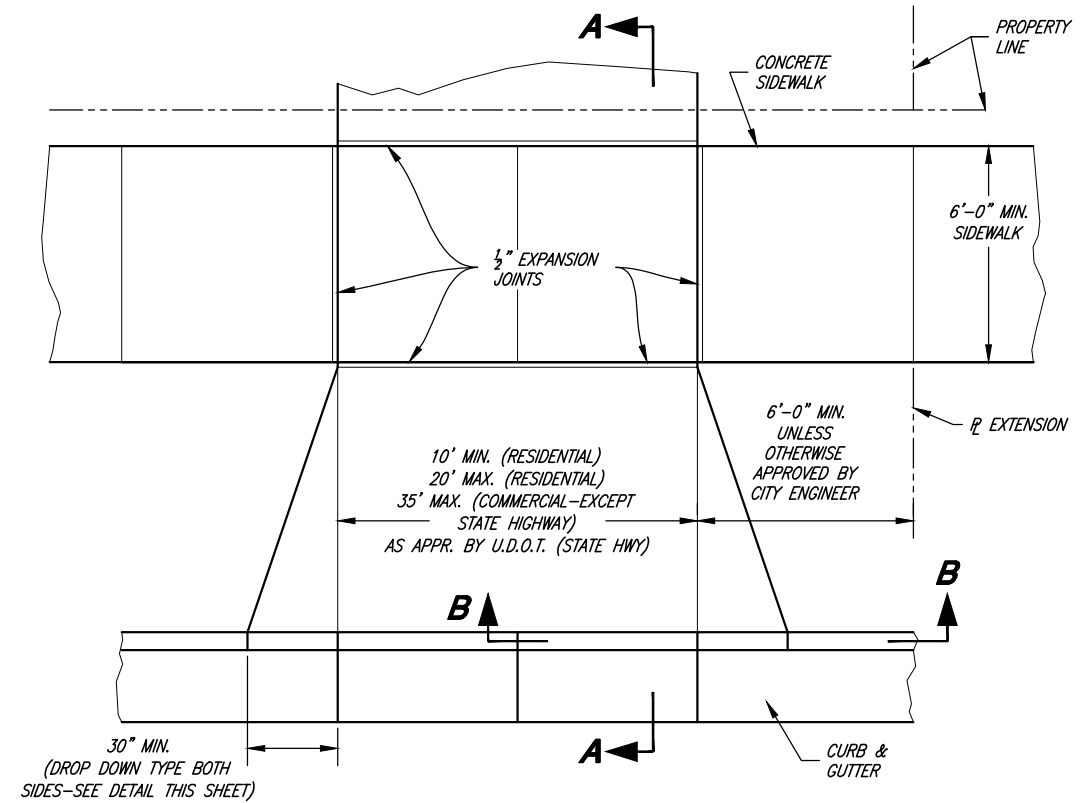 A
PROPERTY
LINE
CONCRETE
SIDEWALK
6'-0" MIN.
SIDEWALK
1/2" EXPANSION
JOINTS
6'-0" MIN.
UNLESS
OTHERWISE
APPROVED BY
CITY ENGINEER
PL EXTENSION
10' MIN. (RESIDENTIAL)
20' MAX. (RESIDENTIAL)
35' MAX. (COMMERCIAL-EXCEPT
STATE HIGHWAY)
AS APPR. BY U.D.O.T. (STATE HWY)
B
B
A
30" MIN.
(DROP DOWN TYPE BOTH
SIDES-SEE DETAIL THIS SHEET)
CURB &
GUTTER